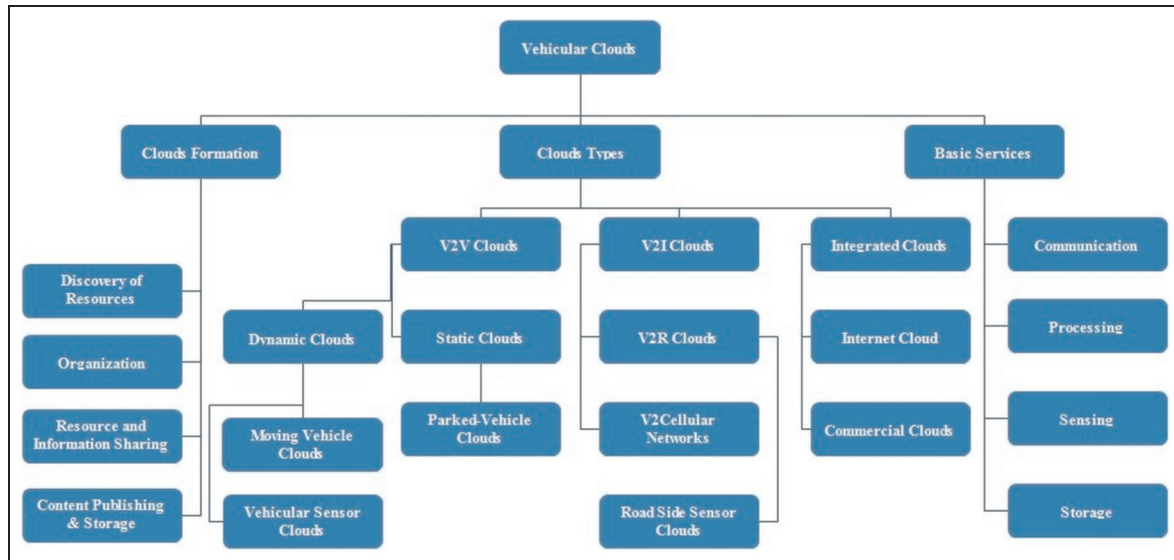 Vehicular Clouds
Clouds Formation
Clouds Types
Basic Services
V2V Clouds
V2I Clouds
Integrated Clouds
Communication
Discovery of
Resources
Dynamic Clouds
Static Clouds
V2R Clouds
Internet Cloud
Processing
Organization
Resource and
Information Sharing
Moving Vehicle
Clouds
Parked-Vehicle
Clouds
V2Cellular
Networks
Commercial Clouds
Sensing
Content Publishing
& Storage
Vehicular Sensor
Clouds
Road Side Sensor
Clouds
Storage